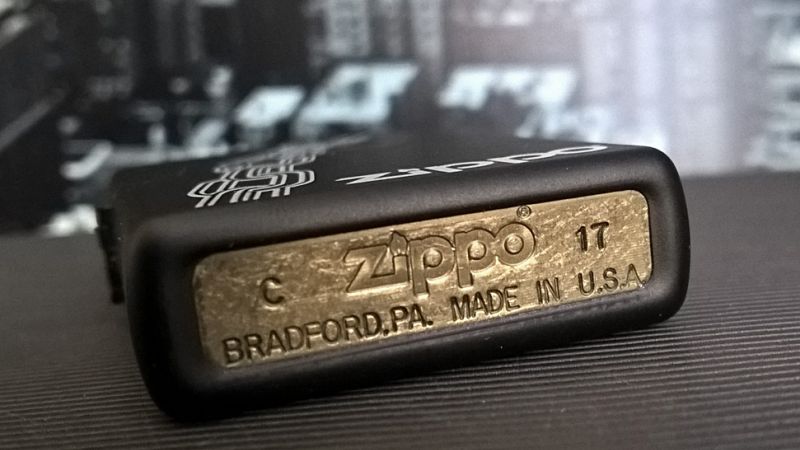 zippo
C zippo® 17
BRADFORD,PA. MADE IN U.S.A